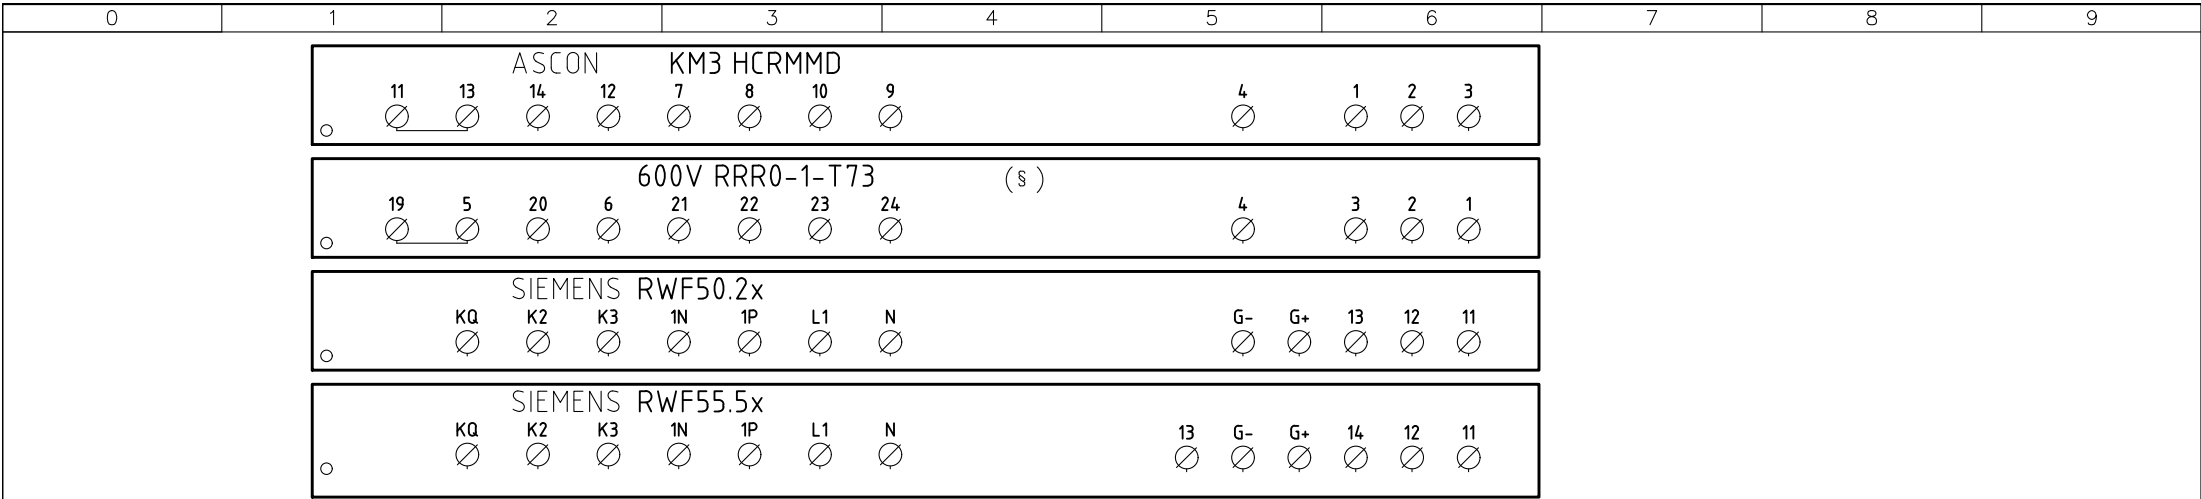 0 1 2 3 4 5 6 7 8 9
ASCON KM3 HCRMMD
11 13 14 12 7 8 10 9 4 1 2 3
600V RRR0-1-T73 (§)
19 5 20 6 21 22 23 24 4 3 2 1
SIEMENS RWF50.2x
KQ K2 K3 1N 1P L1 N G- G+ 13 12 11
SIEMENS RWF55.5x
KQ K2 K3 1N 1P L1 N 13 G- G+ 14 12 11